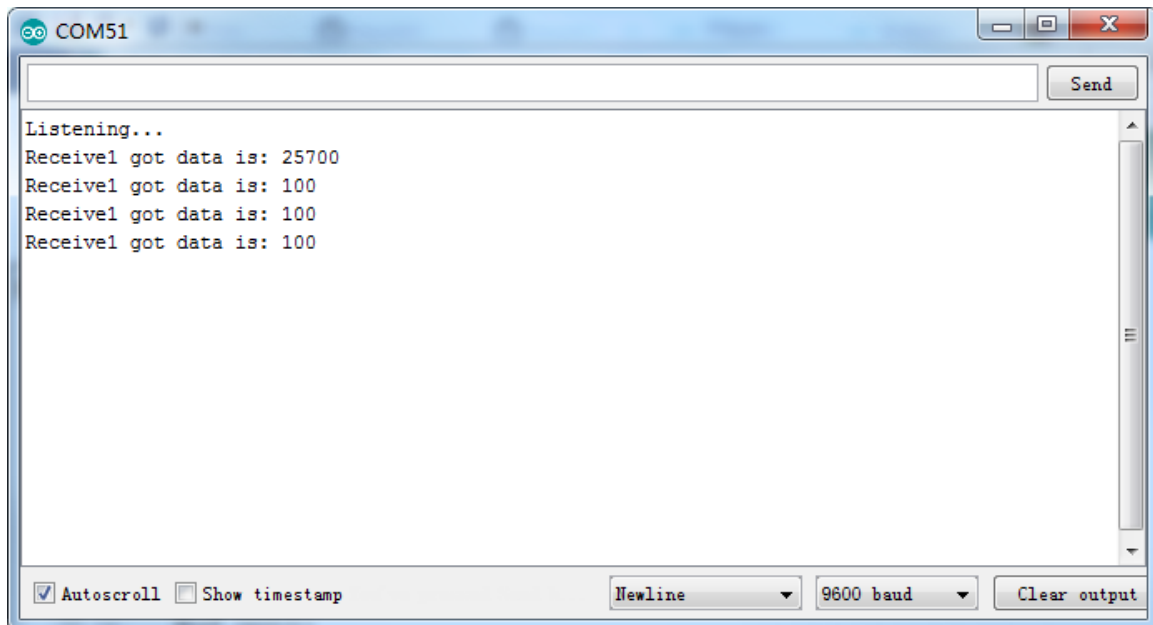 COM51
Send
Listening...
Receive1 got data is: 25700
Receive1 got data is: 100
Receive1 got data is: 100
Receive1 got data is: 100
Autoscroll Show timestamp Newline 9600 baud Clear output